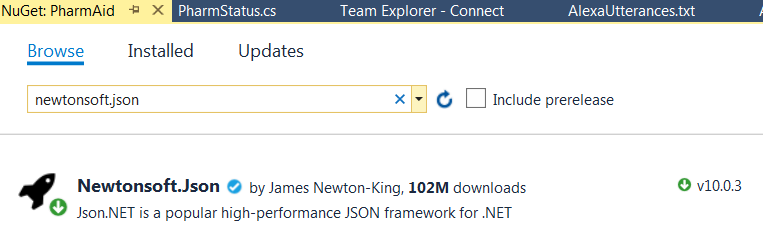 NuGet: PharmAid PharmStatus.cs Team Explorer - Connect AlexaUtterances.txt
Browse Installed Updates
newtonsoft.json Include prerelease
Newtonsoft.Json by James Newton-King, 102M downloads v10.0.3
Json.NET is a popular high-performance JSON framework for .NET